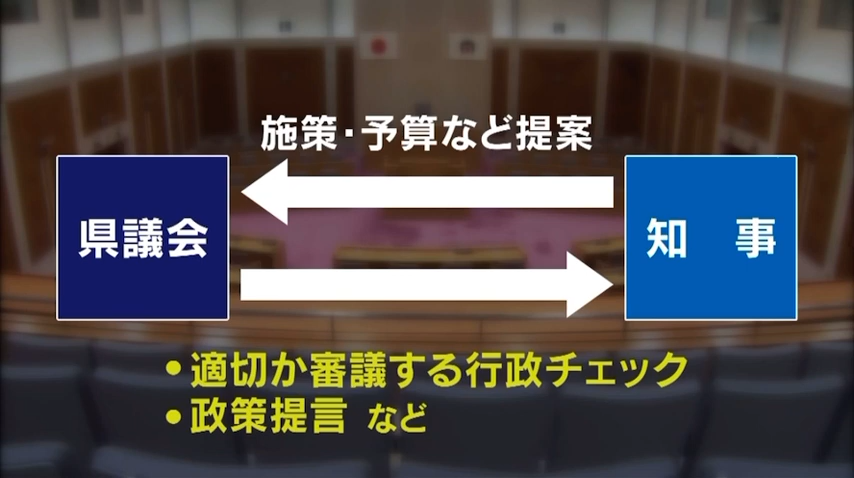 施策・予算など提案
県議会
知　事
・適切か審議する行政チェック
・政策提言 など